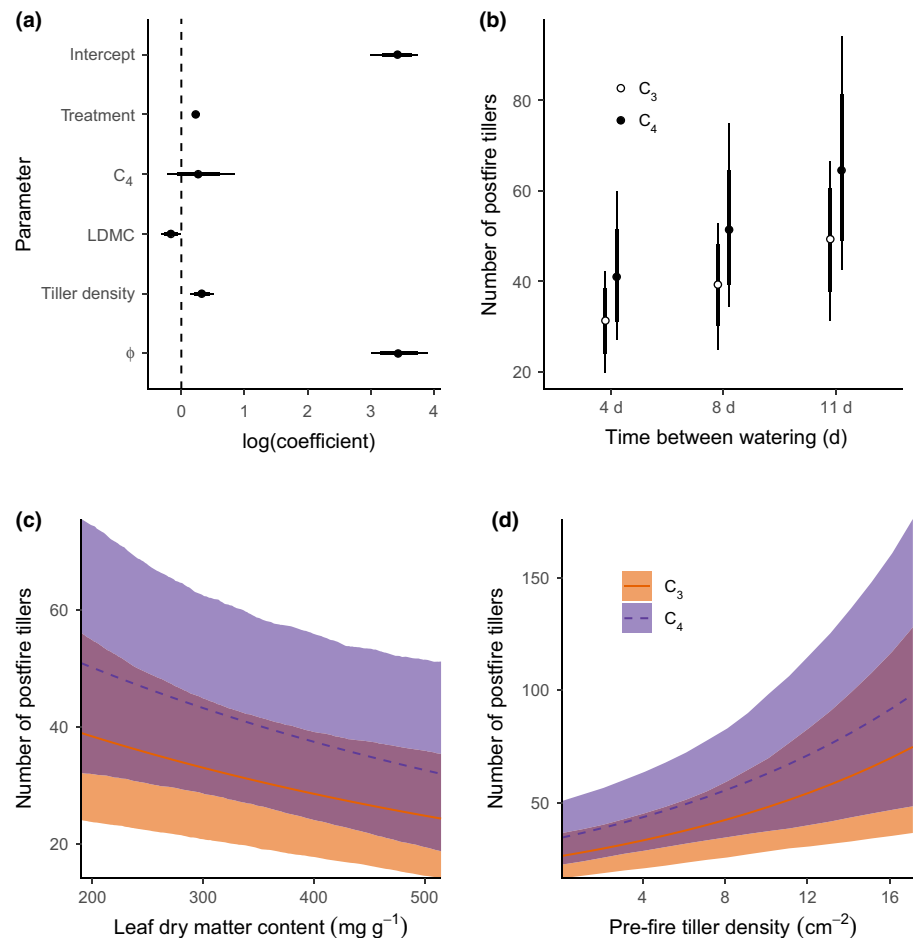 (a)
Parameter
Intercept
Treatment
C4
LDMC
Tiller density
ϕ
0 1 2 3 4
log(coefficient)
(b)
Number of postfire tillers
80
60
40
20
C3
C4
4 d 8 d 11 d
Time between watering (d)
(c)
Number of postfire tillers
60
40
20
200 300 400 500
Leaf dry matter content (mg g−1)
(d)
Number of postfire tillers
150
100
50
C3
C4
4 8 12 16
Pre-fire tiller density (cm−2)